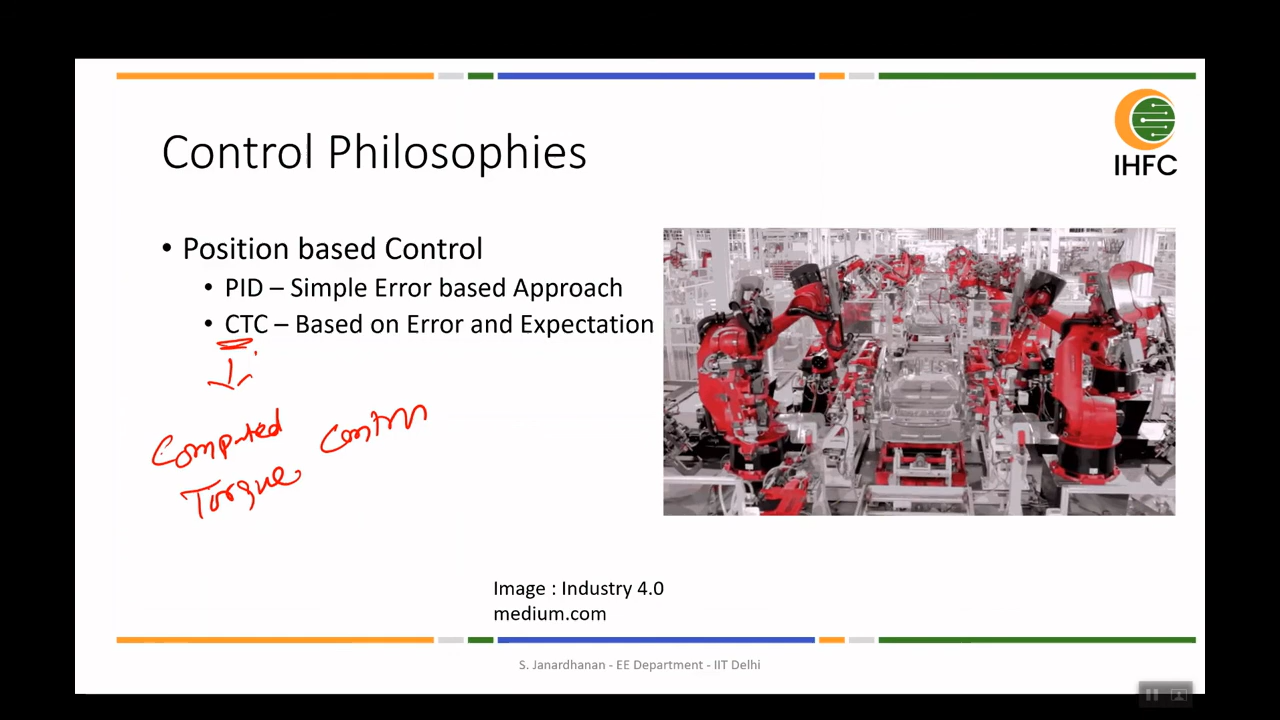 IHFC
Control Philosophies
• Position based Control
• PID – Simple Error based Approach
• CTC – Based on Error and Expectation
Computed
Torque
Image : Industry 4.0
medium.com
S. Janardhanan - EE Department - IIT Delhi